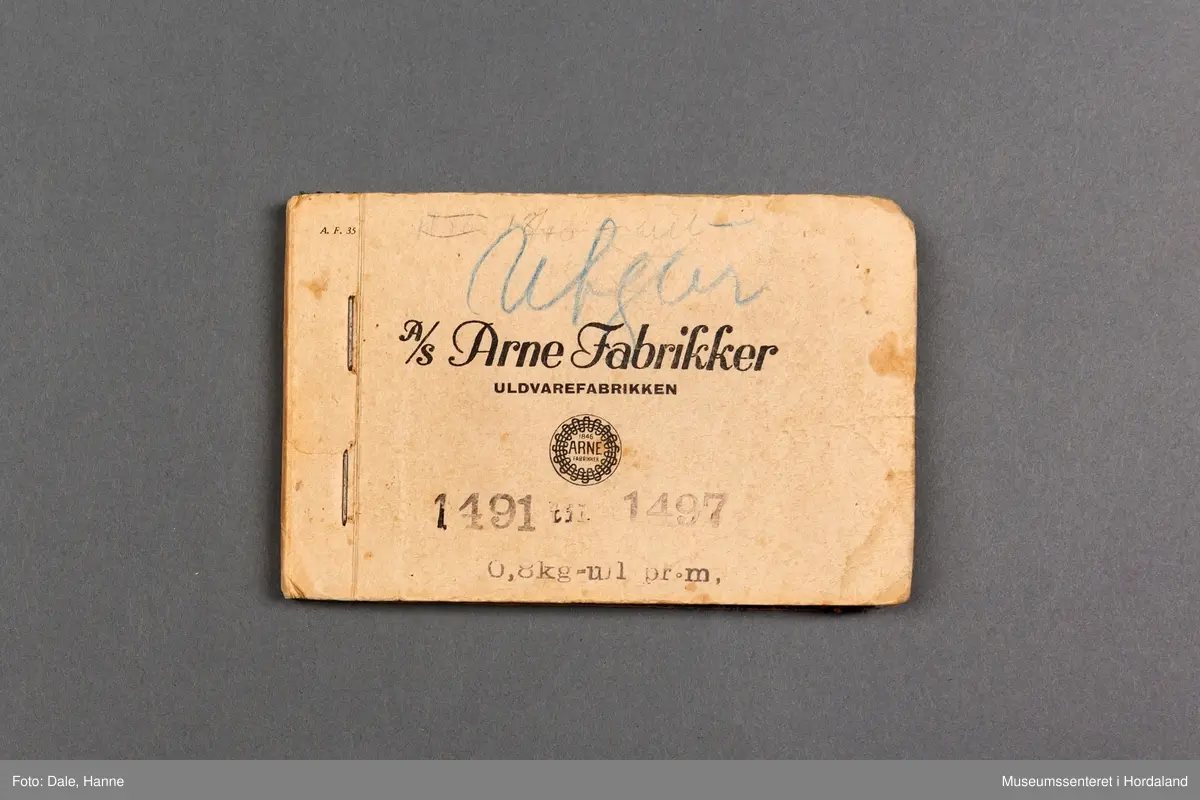 A. F. 35
Utgår
A/S Arne Fabrikker
ULDVAREFABRIKKEN
1846
ARNE
FABRIKKER
1491 til 1497
0,8kg-ull pr.m,
Foto: Dale, Hanne
Museumssenteret i Hordaland